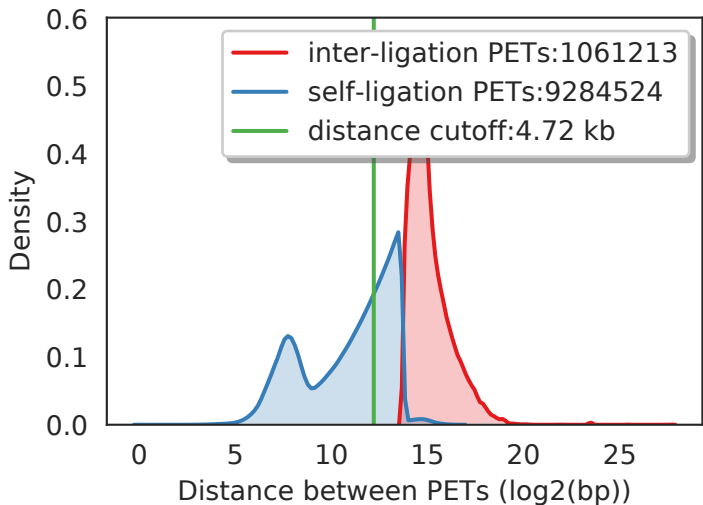 0.6
0.5
0.4
0.3
0.2
0.1
0.0
Density
inter-ligation PETs:1061213
self-ligation PETs:9284524
distance cutoff:4.72 kb
0 5 10 15 20 25
Distance between PETs (log2(bp))